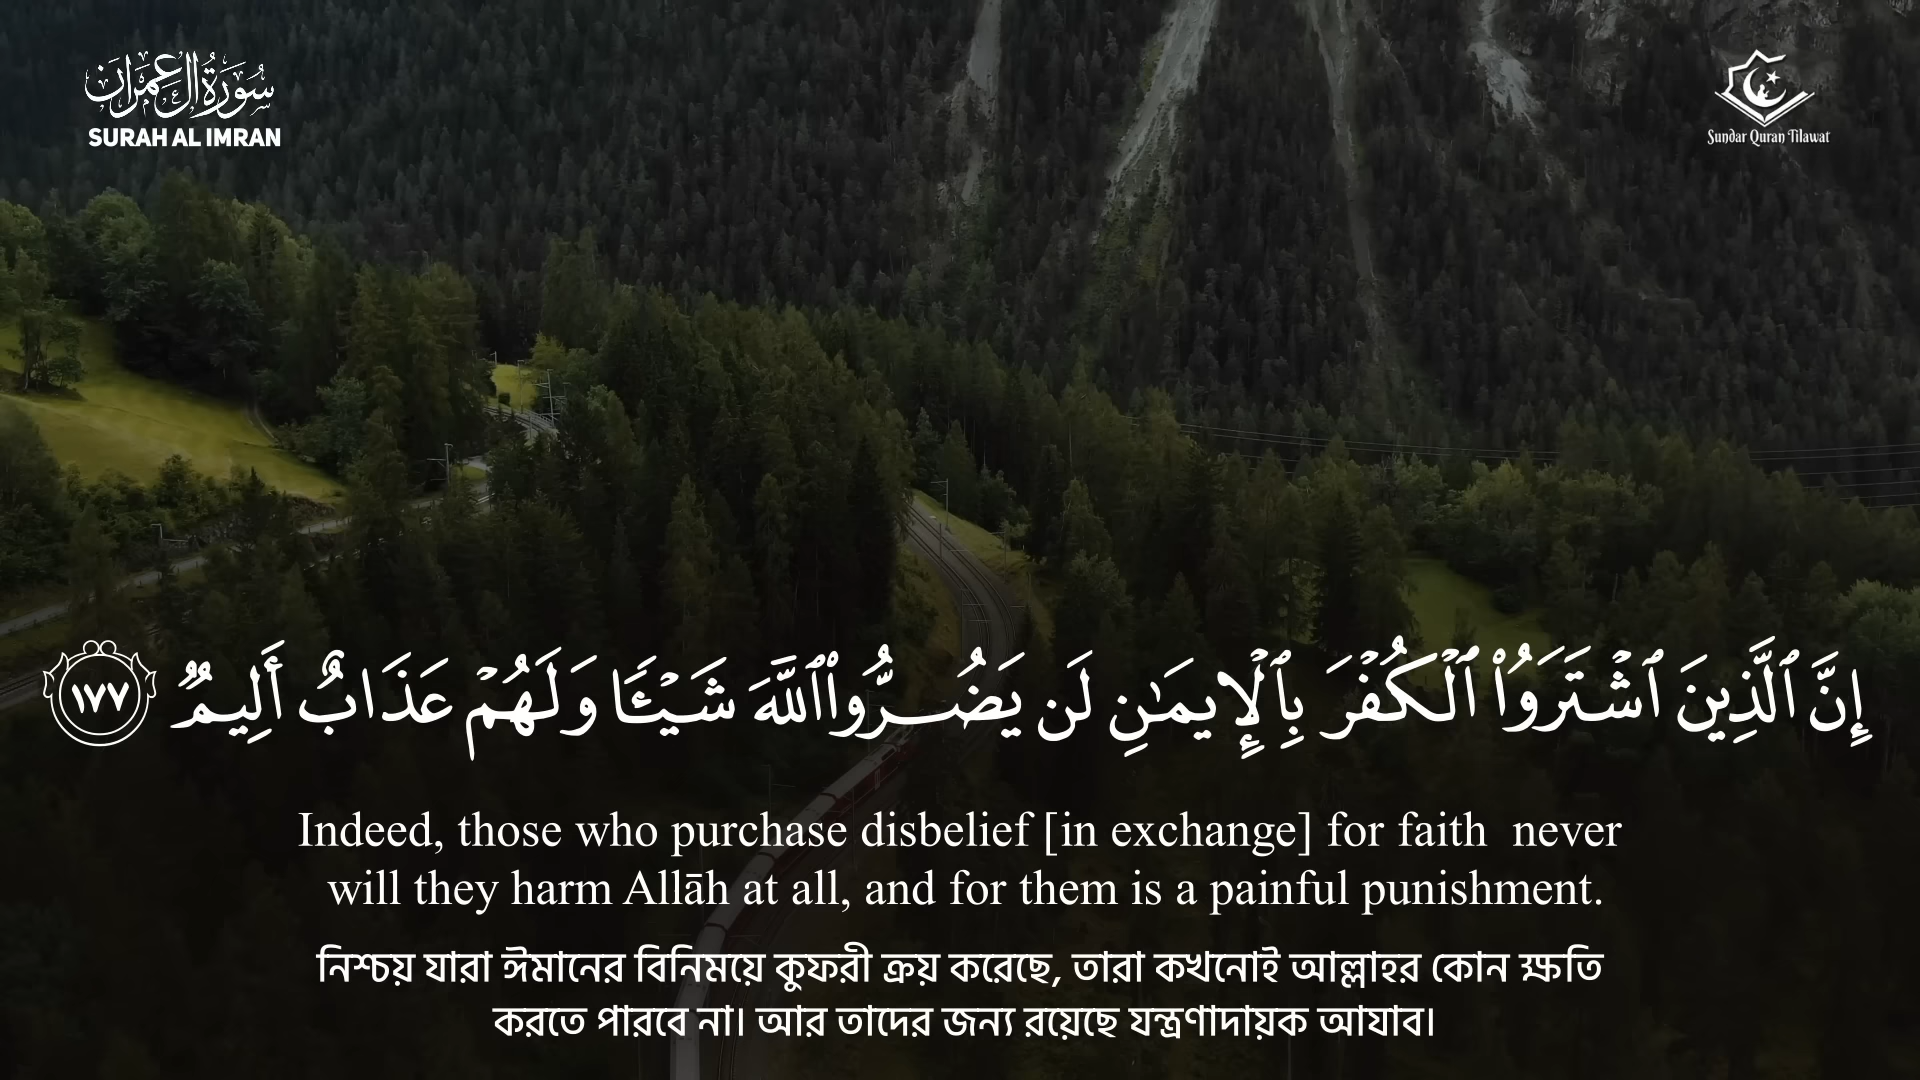 سُورَةُ آلِ عِمْرَان
SURAH AL IMRAN
Sundar Quran Tilawat
إِنَّ ٱلَّذِينَ ٱشْتَرَوُا۟ ٱلْكُفْرَ بِٱلْإِيمَـٰنِ لَن يَضُـرُّوا۟ ٱللَّهَ شَيْـًٔا وَلَهُمْ عَذَابٌ أَلِيمٌ ١٧٧
Indeed, those who purchase disbelief [in exchange] for faith  never
will they harm Allāh at all, and for them is a painful punishment.
নিশ্চয় যারা ঈমানের বিনিময়ে কুফরী ক্রয় করেছে, তারা কখনোই আল্লাহর কোন ক্ষতি
করতে পারবে না। আর তাদের জন্য রয়েছে যন্ত্রণাদায়ক আযাব।